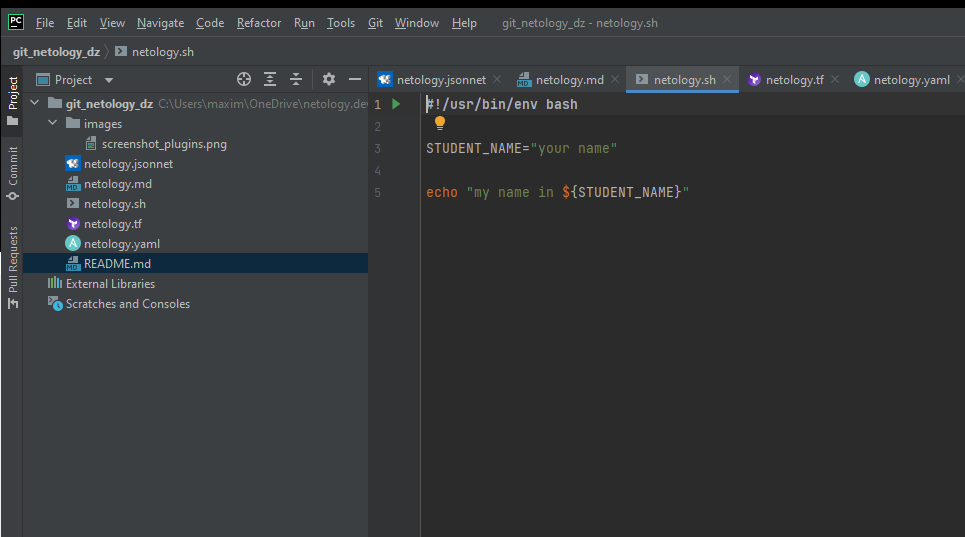 PC File Edit View Navigate Code Refactor Run Tools Git Window Help git_netology_dz - netology.sh
git_netology_dz netology.sh
Project
Commit
Pull Requests
Project
git_netology_dz C:\Users\maxim\OneDrive\netology.de
images
screenshot_plugins.png
netology.jsonnet
netology.md
netology.sh
netology.tf
netology.yaml
README.md
External Libraries
Scratches and Consoles
netology.jsonnet netology.md netology.sh netology.tf netology.yaml
1 #!/usr/bin/env bash
2
3 STUDENT_NAME="your name"
4
5 echo "my name in ${STUDENT_NAME}"